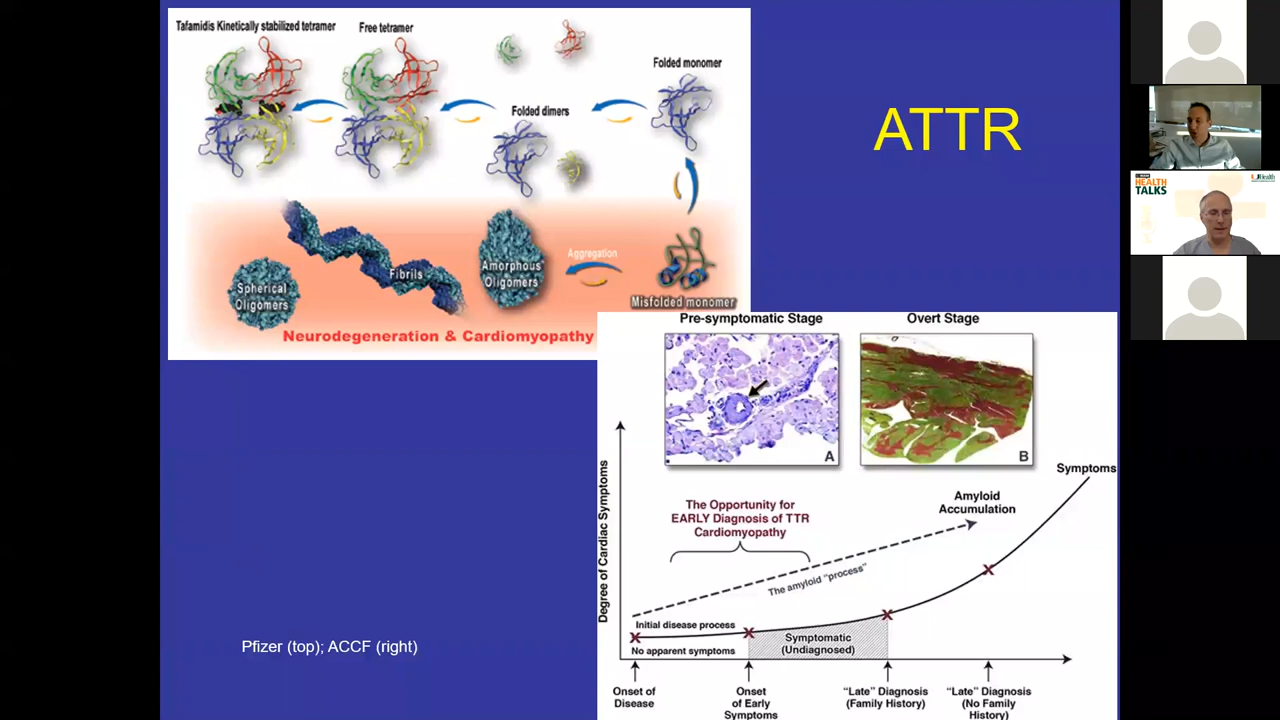 Tafamidis Kinetically stabilized tetramer
Free tetramer
Folded monomer
Folded dimers
Spherical
Oligomers
Fibrils
Amorphous
Oligomers
Aggregation
Misfolded monomer
Neurodegeneration & Cardiomyopathy
ATTR
Pre-symptomatic Stage
Overt Stage
A
B
Degree of Cardiac Symptoms
The Opportunity for
EARLY Diagnosis of TTR
Cardiomyopathy
Amyloid
Accumulation
Symptoms
The amyloid "process"
Initial disease process
No apparent symptoms
Symptomatic
(Undiagnosed)
Onset of
Disease
Onset
of Early
Symptoms
“Late” Diagnosis
(Family History)
“Late” Diagnosis
(No Family
History)
Pfizer (top); ACCF (right)
HEALTH
TALKS
Health